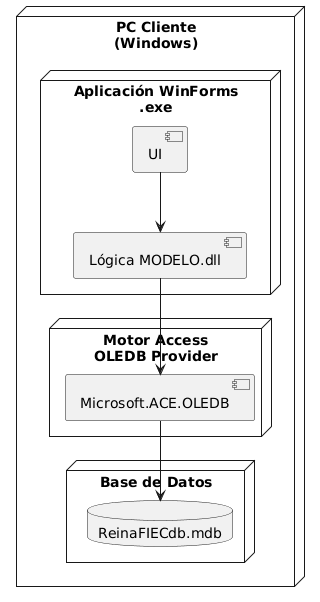 PC Cliente
(Windows)
Aplicación WinForms
.exe
UI
Lógica MODELO.dll
Motor Access
OLEDB Provider
Microsoft.ACE.OLEDB
Base de Datos
ReinaFIECdb.mdb